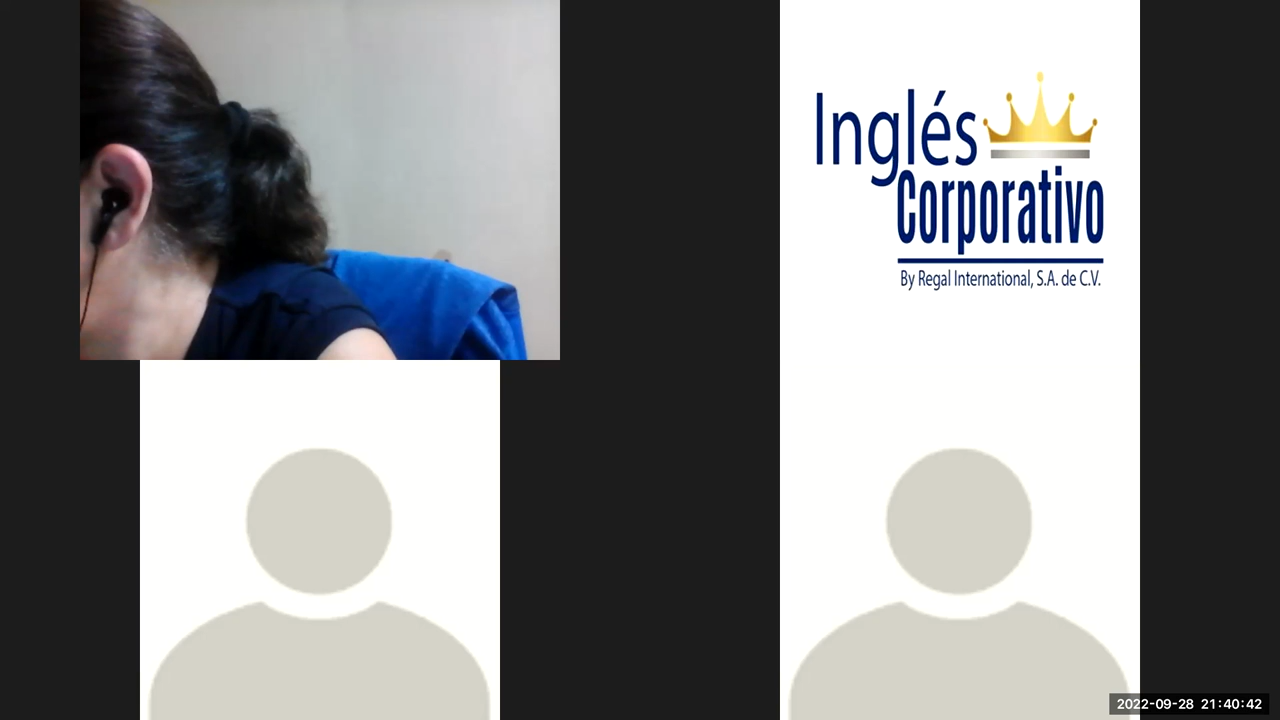 Inglés
Corporativo
By Regal International, S.A. de C.V.
2022-09-28 21:40:42